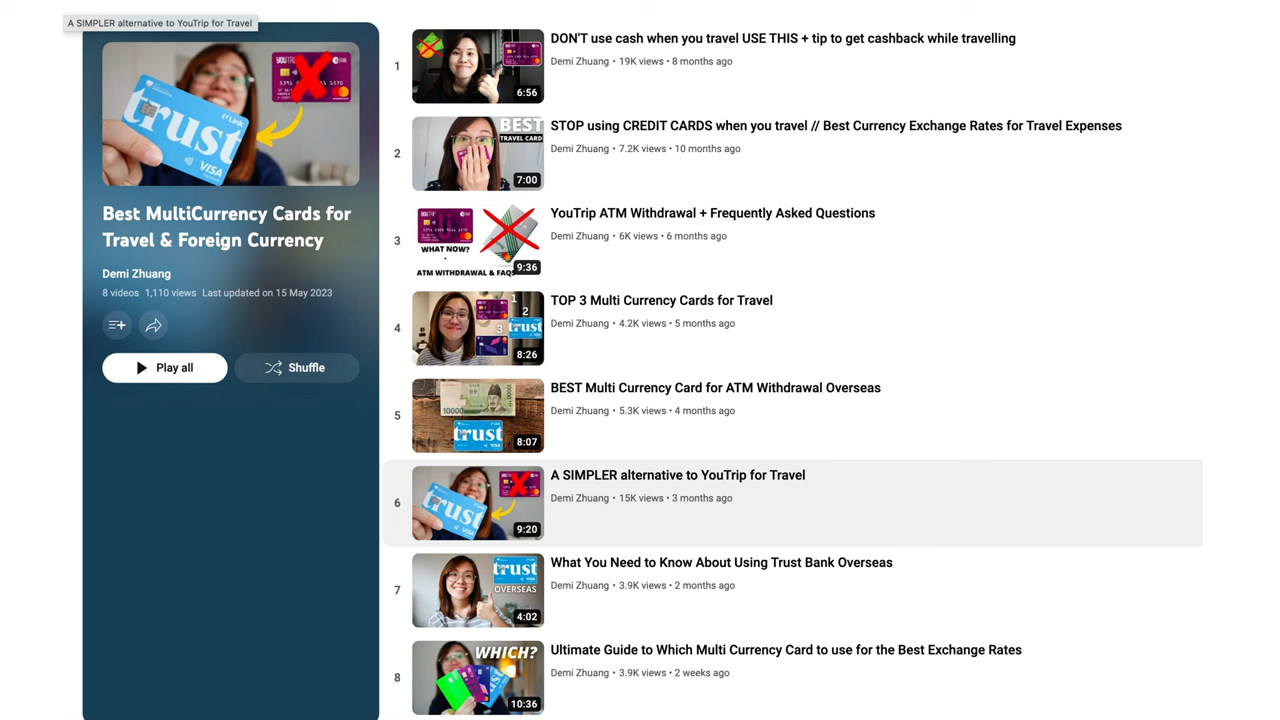 A SIMPLER alternative to YouTrip for Travel
trust
Link
VISA
YOUTRIP
Best MultiCurrency Cards for
Travel & Foreign Currency
Demi Zhuang
8 videos 1,110 views Last updated on 15 May 2023
Play all
Shuffle
1
6:56
DON'T use cash when you travel USE THIS + tip to get cashback while travelling
Demi Zhuang • 19K views • 8 months ago
2
BEST
TRAVEL CARD
7:00
STOP using CREDIT CARDS when you travel // Best Currency Exchange Rates for Travel Expenses
Demi Zhuang • 7.2K views • 10 months ago
3
WHAT NOW?
+
ATM WITHDRAWAL & FAQS
9:36
YouTrip ATM Withdrawal + Frequently Asked Questions
Demi Zhuang • 6K views • 6 months ago
4
1
2
3
trust
8:26
TOP 3 Multi Currency Cards for Travel
Demi Zhuang • 4.2K views • 5 months ago
5
10000
trust
8:07
BEST Multi Currency Card for ATM Withdrawal Overseas
Demi Zhuang • 5.3K views • 4 months ago
6
trust
VISA
9:20
A SIMPLER alternative to YouTrip for Travel
Demi Zhuang • 15K views • 3 months ago
7
trust
OVERSEAS
4:02
What You Need to Know About Using Trust Bank Overseas
Demi Zhuang • 3.9K views • 2 months ago
8
WHICH?
10:36
Ultimate Guide to Which Multi Currency Card to use for the Best Exchange Rates
Demi Zhuang • 3.9K views • 2 weeks ago